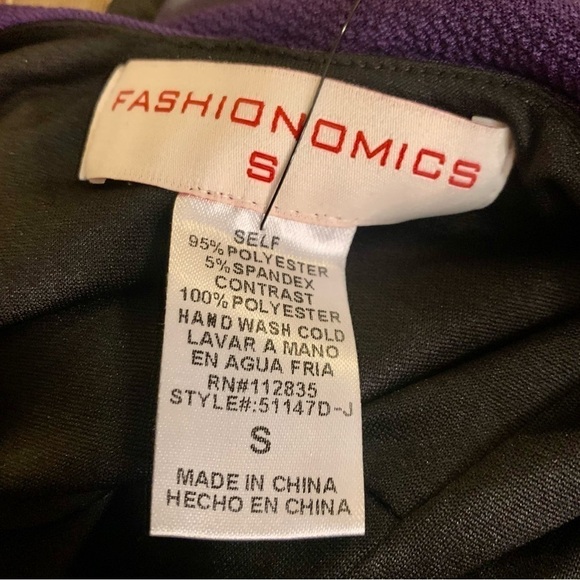 FASHIONOMICS
S
SELF
95% POLYESTER
5% SPANDEX
CONTRAST
100% POLYESTER
HAND WASH COLD
LAVAR A MANO
EN AGUA FRIA
RN#112835
STYLE#:51147D-J
S
MADE IN CHINA
HECHO EN CHINA